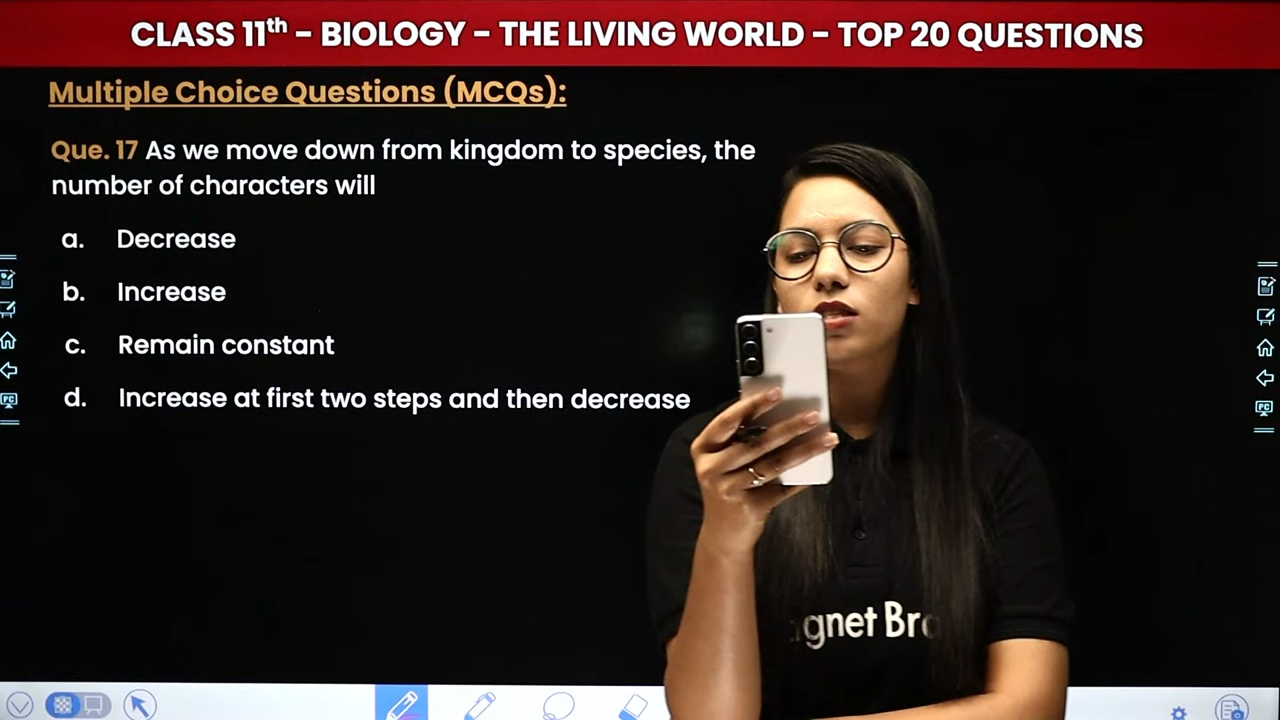 CLASS 11th - BIOLOGY - THE LIVING WORLD - TOP 20 QUESTIONS
Multiple Choice Questions (MCQs):
Que. 17 As we move down from kingdom to species, the
number of characters will
a. Decrease
b. Increase
c. Remain constant
d. Increase at first two steps and then decrease
PC
PC